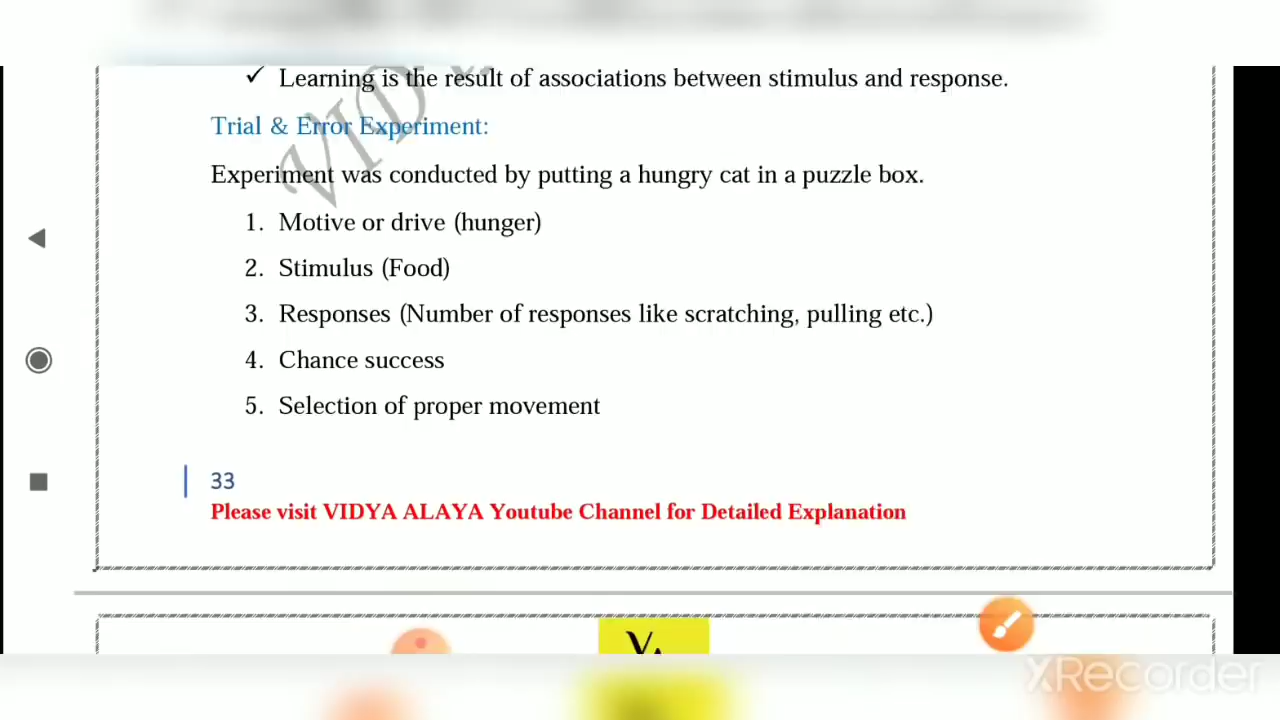 ✓ Learning is the result of associations between stimulus and response.
Trial & Error Experiment:
Experiment was conducted by putting a hungry cat in a puzzle box.
1. Motive or drive (hunger)
2. Stimulus (Food)
3. Responses (Number of responses like scratching, pulling etc.)
4. Chance success
5. Selection of proper movement
33
Please visit VIDYA ALAYA Youtube Channel for Detailed Explanation
XRecorder